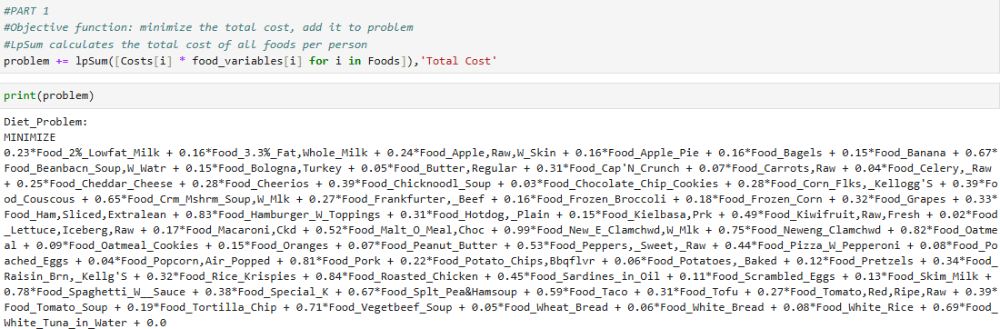 #PART 1
#Objective function: minimize the total cost, add it to problem
#LpSum calculates the total cost of all foods per person
problem += lpSum([Costs[i] * food_variables[i] for i in Foods]),'Total Cost'
print(problem)
Diet_Problem:
MINIMIZE
0.23*Food_2%_Lowfat_Milk + 0.16*Food_3.3%_Fat,Whole_Milk + 0.24*Food_Apple,Raw,W_Skin + 0.16*Food_Apple_Pie + 0.16*Food_Bagels + 0.15*Food_Banana + 0.67*
Food_Beanbacn_Soup,W_Watr + 0.15*Food_Bologna,Turkey + 0.05*Food_Butter,Regular + 0.31*Food_Cap'N_Crunch + 0.07*Food_Carrots,Raw + 0.04*Food_Celery,_Raw
+ 0.25*Food_Cheddar_Cheese + 0.28*Food_Cheerios + 0.39*Food_Chicknoodl_Soup + 0.03*Food_Chocolate_Chip_Cookies + 0.28*Food_Corn_Flks,_Kellogg'S + 0.39*Fo
od_Couscous + 0.65*Food_Crm_Mshrm_Soup,W_Mlk + 0.27*Food_Frankfurter,_Beef + 0.16*Food_Frozen_Broccoli + 0.18*Food_Frozen_Corn + 0.32*Food_Grapes + 0.33*
Food_Ham,Sliced,Extralean + 0.83*Food_Hamburger_W_Toppings + 0.31*Food_Hotdog,_Plain + 0.15*Food_Kielbasa,Prk + 0.49*Food_Kiwifruit,Raw,Fresh + 0.02*Food
_Lettuce,Iceberg,Raw + 0.17*Food_Macaroni,Ckd + 0.52*Food_Malt_O_Meal,Choc + 0.99*Food_New_E_Clamchwd,W_Mlk + 0.75*Food_Neweng_Clamchwd + 0.82*Food_Oatme
al + 0.09*Food_Oatmeal_Cookies + 0.15*Food_Oranges + 0.07*Food_Peanut_Butter + 0.53*Food_Peppers,_Sweet,_Raw + 0.44*Food_Pizza_W_Pepperoni + 0.08*Food_Po
ached_Eggs + 0.04*Food_Popcorn,Air_Popped + 0.81*Food_Pork + 0.22*Food_Potato_Chips,Bbqflvr + 0.06*Food_Potatoes,_Baked + 0.12*Food_Pretzels + 0.34*Food_
Raisin_Brn,_Kellg'S + 0.32*Food_Rice_Krispies + 0.84*Food_Roasted_Chicken + 0.45*Food_Sardines_in_Oil + 0.11*Food_Scrambled_Eggs + 0.13*Food_Skim_Milk +
0.78*Food_Spaghetti_W__Sauce + 0.38*Food_Special_K + 0.67*Food_Splt_Pea&Hamsoup + 0.59*Food_Taco + 0.31*Food_Tofu + 0.27*Food_Tomato,Red,Ripe,Raw + 0.39*
Food_Tomato_Soup + 0.19*Food_Tortilla_Chip + 0.71*Food_Vegetbeef_Soup + 0.05*Food_Wheat_Bread + 0.06*Food_White_Bread + 0.08*Food_White_Rice + 0.69*Food_
White_Tuna_in_Water + 0.0